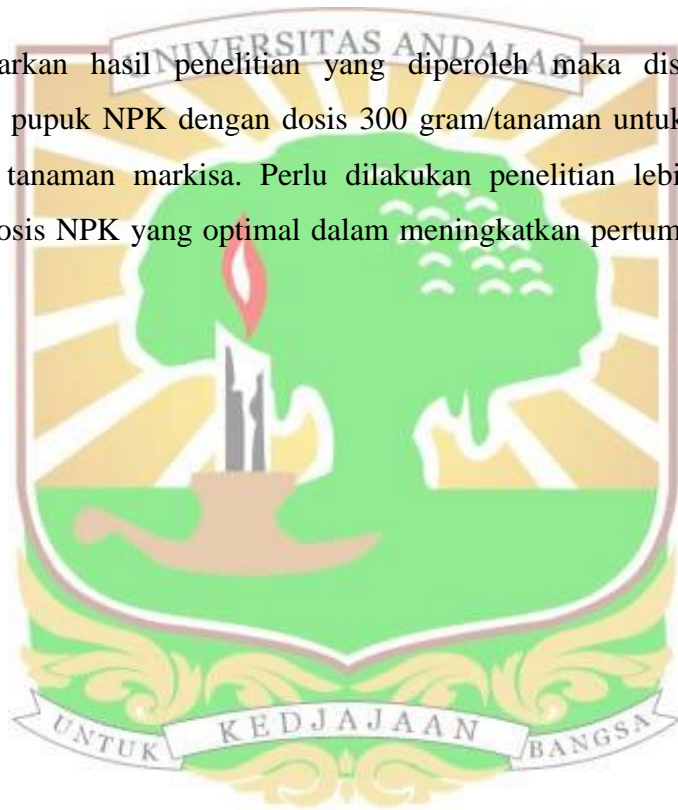 UNIVERSITAS ANDALAS
arkan hasil penelitian yang diperoleh maka dis
pupuk NPK dengan dosis 300 gram/tanaman untuk
tanaman markisa. Perlu dilakukan penelitian lebi
osis NPK yang optimal dalam meningkatkan pertum
UNTUK KEDJAJAAN BANGSA